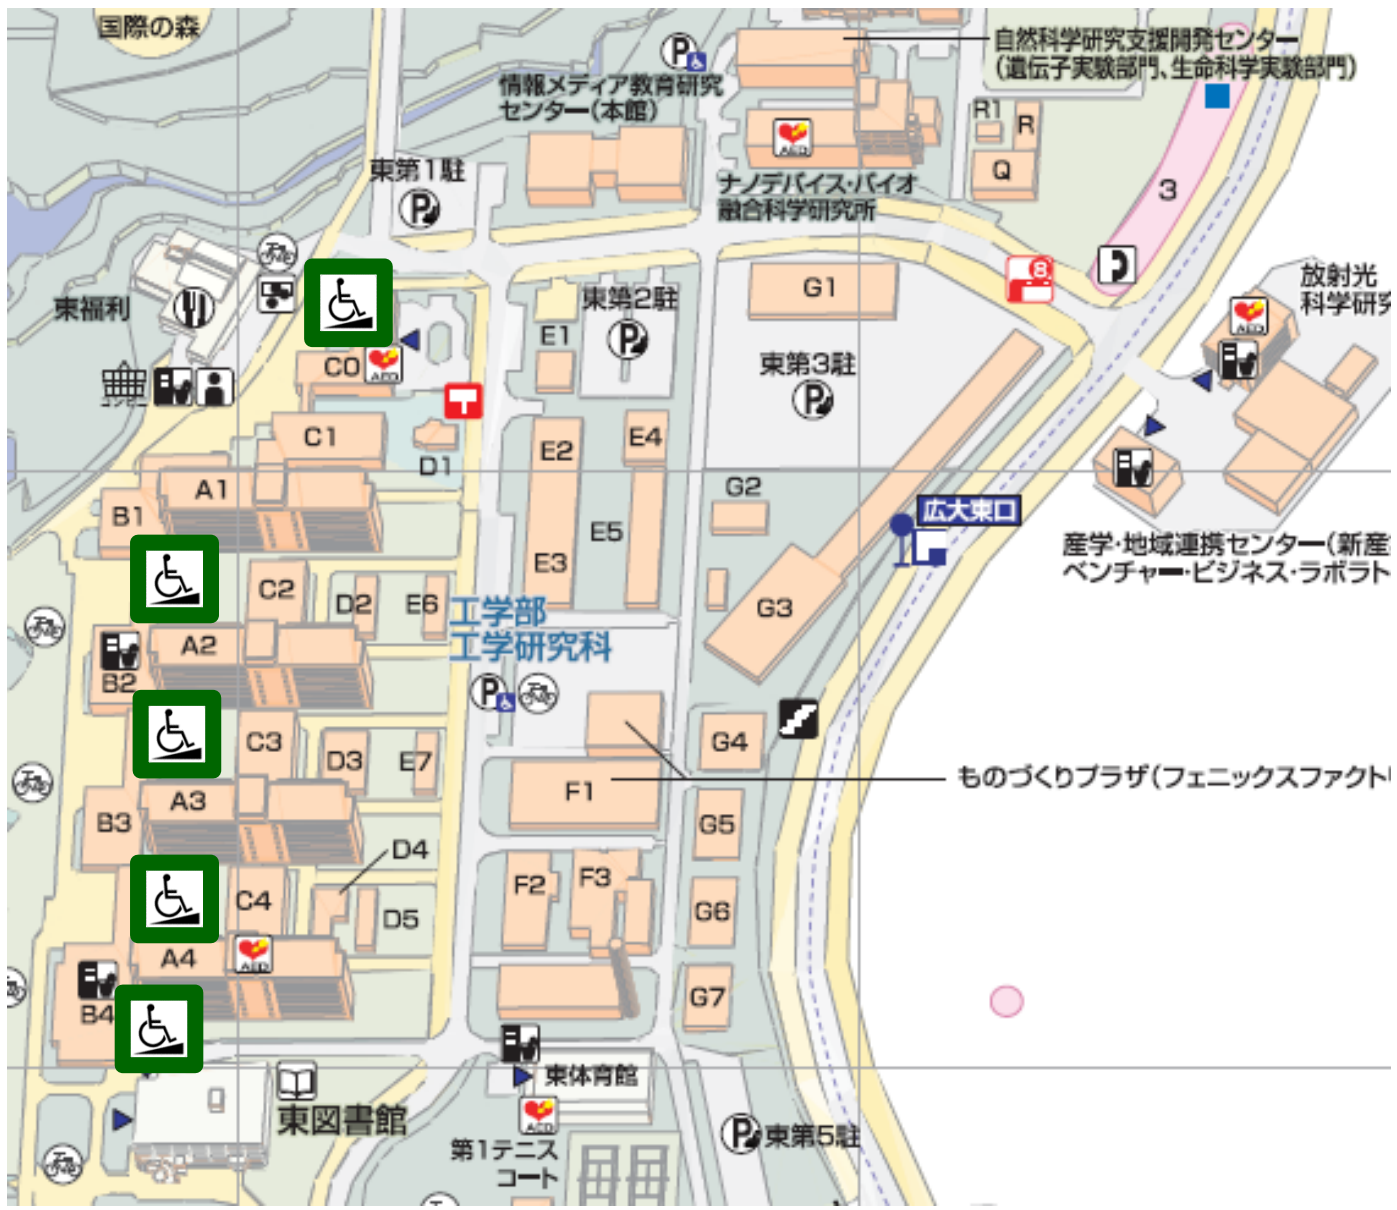 国際の森
自然科学研究支援開発センター
(遺伝子実験部門、生命科学実験部門)
P
情報メディア教育研究
センター(本館)
R1
R
Q
AED
3
東第1駐
P
ナノデバイス・バイオ
融合科学研究所
8
放射光
科学研究
AED
東福利
G1
東第2駐
P
E1
東第3駐
P
C0
AED
コンビニ
C1
D1
E2
E4
A1
B1
G2
広大東口
E5
E3
産学・地域連携センター(新産
ベンチャー・ビジネス・ラボラト
C2
D2
E6
工学部
工学研究科
G3
A2
B2
P
C3
D3
E7
G4
F1
ものづくりプラザ(フェニックスファクト
A3
B3
G5
D4
F2
F3
C4
D5
G6
A4
AED
G7
B4
東体育館
AED
東図書館
P
東第5駐
第1テニス
コート